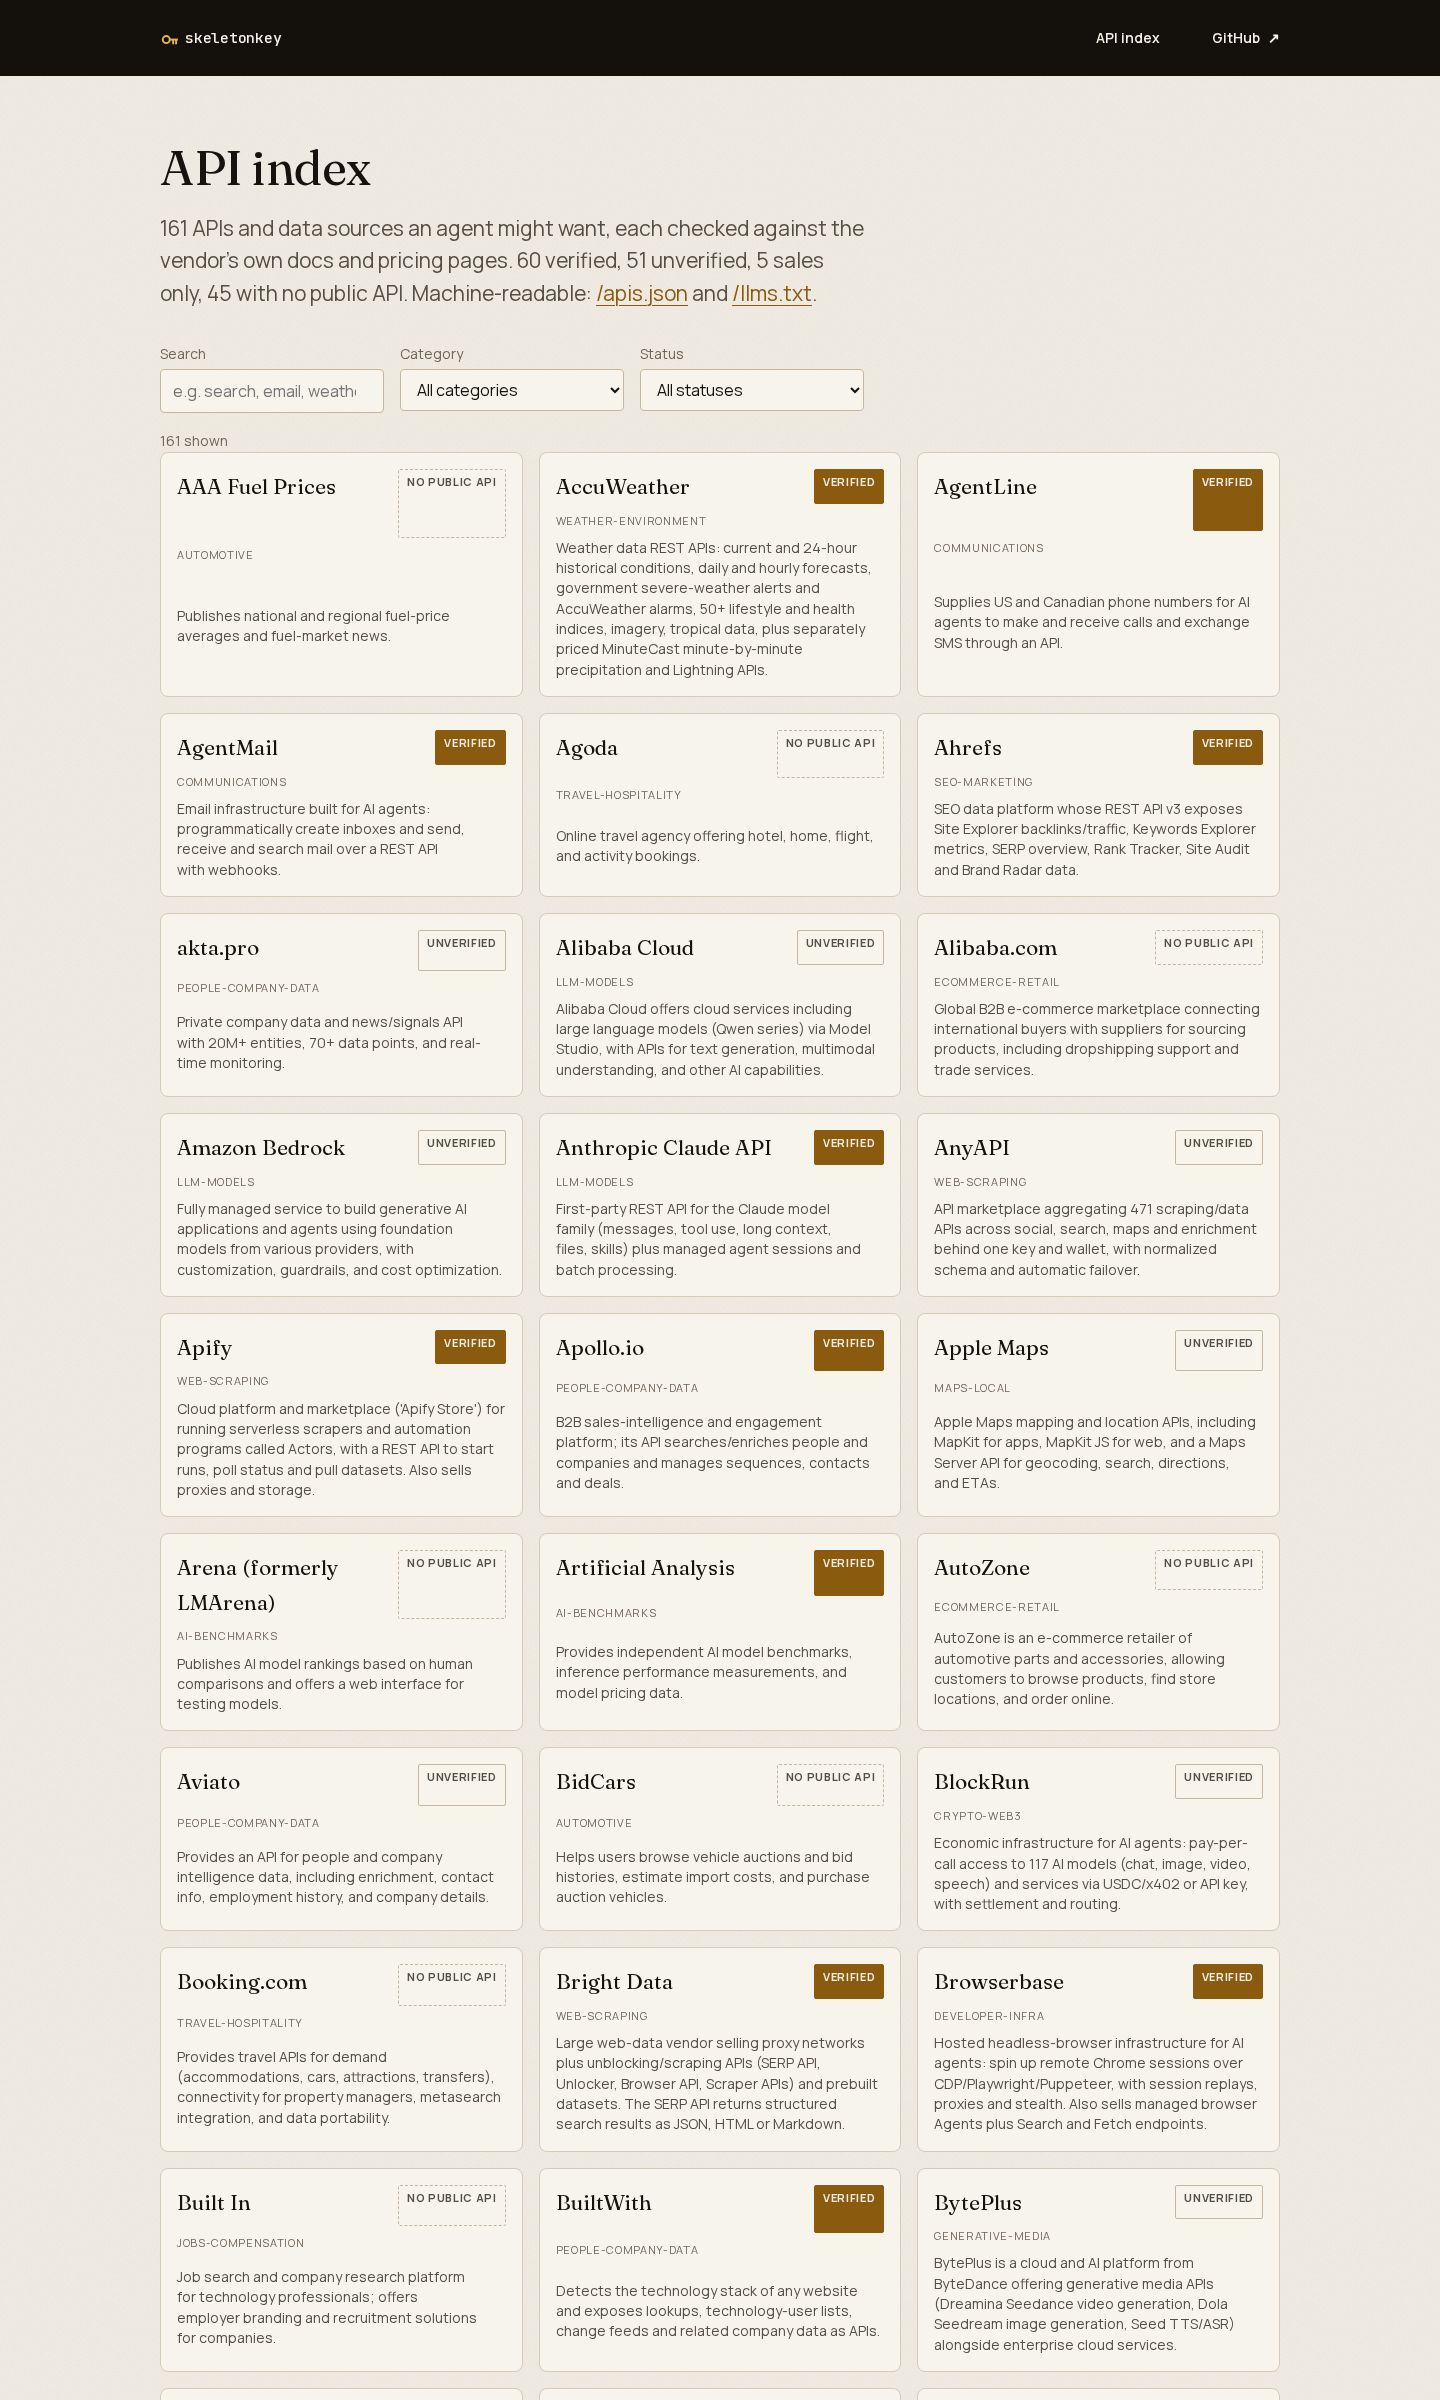 skeletonkey
API index
GitHub ↗
API index
161 APIs and data sources an agent might want, each checked against the
vendor's own docs and pricing pages. 60 verified, 51 unverified, 5 sales
only, 45 with no public API. Machine-readable: /apis.json and /llms.txt.
Search
Category
Status
e.g. search, email, weathe
All categories
All statuses
161 shown
AAA Fuel Prices
NO PUBLIC API
AUTOMOTIVE
Publishes national and regional fuel-price
averages and fuel-market news.
AccuWeather
VERIFIED
WEATHER-ENVIRONMENT
Weather data REST APIs: current and 24-hour
historical conditions, daily and hourly forecasts,
government severe-weather alerts and
AccuWeather alarms, 50+ lifestyle and health
indices, imagery, tropical data, plus separately
priced MinuteCast minute-by-minute
precipitation and Lightning APIs.
AgentLine
VERIFIED
COMMUNICATIONS
Supplies US and Canadian phone numbers for AI
agents to make and receive calls and exchange
SMS through an API.
AgentMail
VERIFIED
COMMUNICATIONS
Email infrastructure built for AI agents:
programmatically create inboxes and send,
receive and search mail over a REST API
with webhooks.
Agoda
NO PUBLIC API
TRAVEL-HOSPITALITY
Online travel agency offering hotel, home, flight,
and activity bookings.
Ahrefs
VERIFIED
SEO-MARKETING
SEO data platform whose REST API v3 exposes
Site Explorer backlinks/traffic, Keywords Explorer
metrics, SERP overview, Rank Tracker, Site Audit
and Brand Radar data.
akta.pro
UNVERIFIED
PEOPLE-COMPANY-DATA
Private company data and news/signals API
with 20M+ entities, 70+ data points, and real-
time monitoring.
Alibaba Cloud
UNVERIFIED
LLM-MODELS
Alibaba Cloud offers cloud services including
large language models (Qwen series) via Model
Studio, with APIs for text generation, multimodal
understanding, and other AI capabilities.
Alibaba.com
NO PUBLIC API
ECOMMERCE-RETAIL
Global B2B e-commerce marketplace connecting
international buyers with suppliers for sourcing
products, including dropshipping support and
trade services.
Amazon Bedrock
UNVERIFIED
LLM-MODELS
Fully managed service to build generative AI
applications and agents using foundation
models from various providers, with
customization, guardrails, and cost optimization.
Anthropic Claude API
VERIFIED
LLM-MODELS
First-party REST API for the Claude model
family (messages, tool use, long context,
files, skills) plus managed agent sessions and
batch processing.
AnyAPI
UNVERIFIED
WEB-SCRAPING
API marketplace aggregating 471 scraping/data
APIs across social, search, maps and enrichment
behind one key and wallet, with normalized
schema and automatic failover.
Apify
VERIFIED
WEB-SCRAPING
Cloud platform and marketplace ('Apify Store') for
running serverless scrapers and automation
programs called Actors, with a REST API to start
runs, poll status and pull datasets. Also sells
proxies and storage.
Apollo.io
VERIFIED
PEOPLE-COMPANY-DATA
B2B sales-intelligence and engagement
platform; its API searches/enriches people and
companies and manages sequences, contacts
and deals.
Apple Maps
UNVERIFIED
MAPS-LOCAL
Apple Maps mapping and location APIs, including
MapKit for apps, MapKit JS for web, and a Maps
Server API for geocoding, search, directions,
and ETAs.
Arena (formerly
LMArena)
NO PUBLIC API
AI-BENCHMARKS
Publishes AI model rankings based on human
comparisons and offers a web interface for
testing models.
Artificial Analysis
VERIFIED
AI-BENCHMARKS
Provides independent AI model benchmarks,
inference performance measurements, and
model pricing data.
AutoZone
NO PUBLIC API
ECOMMERCE-RETAIL
AutoZone is an e-commerce retailer of
automotive parts and accessories, allowing
customers to browse products, find store
locations, and order online.
Aviato
UNVERIFIED
PEOPLE-COMPANY-DATA
Provides an API for people and company
intelligence data, including enrichment, contact
info, employment history, and company details.
BidCars
NO PUBLIC API
AUTOMOTIVE
Helps users browse vehicle auctions and bid
histories, estimate import costs, and purchase
auction vehicles.
BlockRun
UNVERIFIED
CRYPTO-WEB3
Economic infrastructure for AI agents: pay-per-
call access to 117 AI models (chat, image, video,
speech) and services via USDC/x402 or API key,
with settlement and routing.
Booking.com
NO PUBLIC API
TRAVEL-HOSPITALITY
Provides travel APIs for demand
(accommodations, cars, attractions, transfers),
connectivity for property managers, metasearch
integration, and data portability.
Bright Data
VERIFIED
WEB-SCRAPING
Large web-data vendor selling proxy networks
plus unblocking/scraping APIs (SERP API,
Unlocker, Browser API, Scraper APIs) and prebuilt
datasets. The SERP API returns structured
search results as JSON, HTML or Markdown.
Browserbase
VERIFIED
DEVELOPER-INFRA
Hosted headless-browser infrastructure for AI
agents: spin up remote Chrome sessions over
CDP/Playwright/Puppeteer, with session replays,
proxies and stealth. Also sells managed browser
Agents plus Search and Fetch endpoints.
Built In
NO PUBLIC API
JOBS-COMPENSATION
Job search and company research platform
for technology professionals; offers
employer branding and recruitment solutions
for companies.
BuiltWith
VERIFIED
PEOPLE-COMPANY-DATA
Detects the technology stack of any website
and exposes lookups, technology-user lists,
change feeds and related company data as APIs.
BytePlus
UNVERIFIED
GENERATIVE-MEDIA
BytePlus is a cloud and AI platform from
ByteDance offering generative media APIs
(Dreamina Seedance video generation, Dola
Seedream image generation, Seed TTS/ASR)
alongside enterprise cloud services.